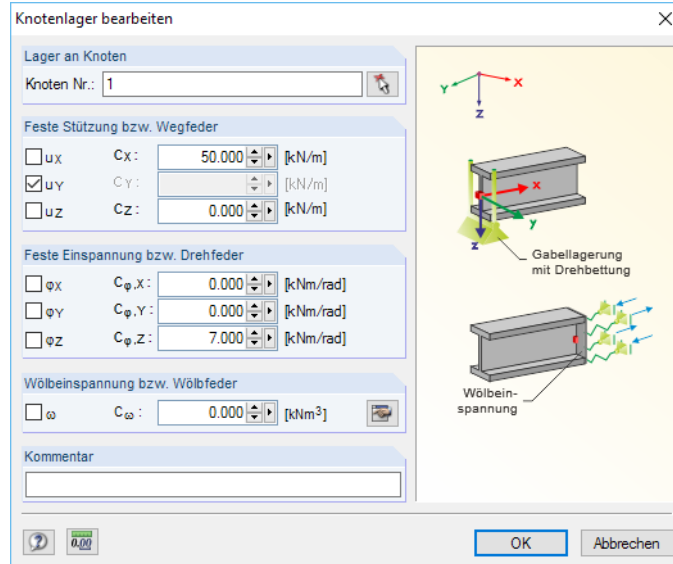 Knotenlager bearbeiten
Lager an Knoten
Knoten Nr.: 1
Feste Stützung bzw. Wegfeder
uX CX: 50.000 [kN/m]
uY CY: [kN/m]
uZ CZ: 0.000 [kN/m]
Feste Einspannung bzw. Drehfeder
φX Cφ,X: 0.000 [kNm/rad]
φY Cφ,Y: 0.000 [kNm/rad]
φZ Cφ,Z: 7.000 [kNm/rad]
Wölbeinspannung bzw. Wölbfeder
ω Cω: 0.000 [kNm³]
Kommentar
Y X
Z
x
y
z
Gabellagerung
mit Drehbettung
Wölbein-
spannung
0.00
OK Abbrechen